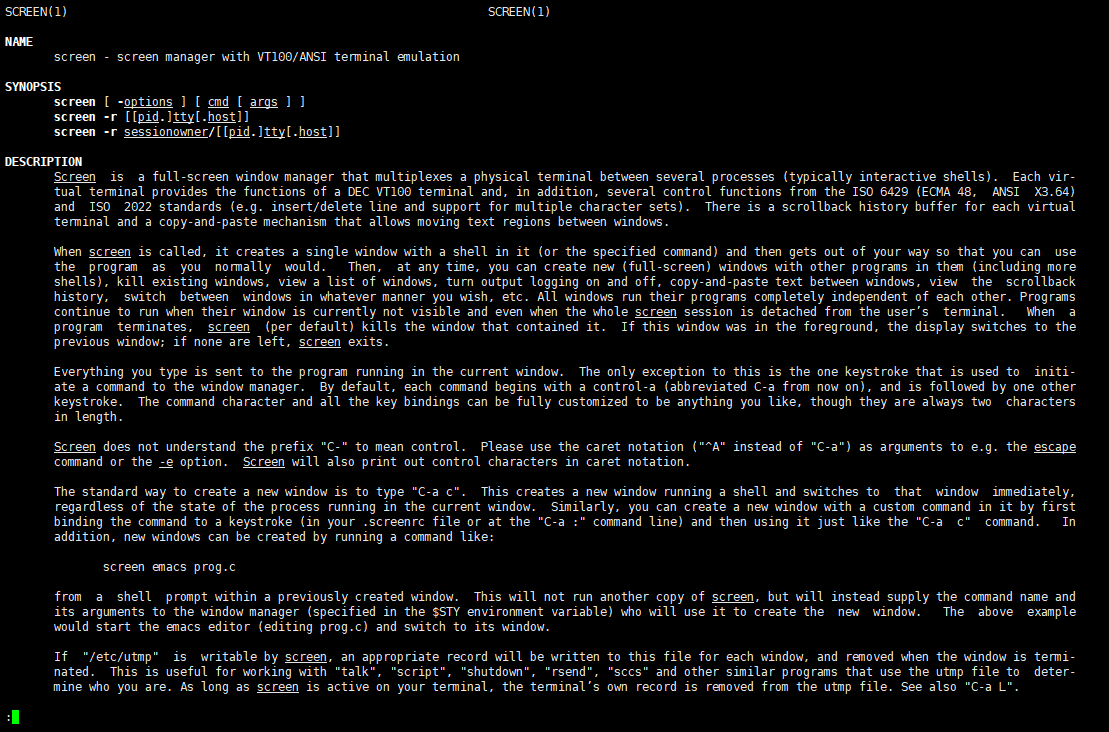 SCREEN(1) SCREEN(1)
NAME
screen - screen manager with VT100/ANSI terminal emulation
SYNOPSIS
screen [ -options ] [ cmd [ args ] ]
screen -r [[pid.]tty[.host]]
screen -r sessionowner/[[pid.]tty[.host]]
DESCRIPTION
Screen is a full-screen window manager that multiplexes a physical terminal between several processes (typically interactive shells). Each vir-
tual terminal provides the functions of a DEC VT100 terminal and, in addition, several control functions from the ISO 6429 (ECMA 48, ANSI X3.64)
and ISO 2022 standards (e.g. insert/delete line and support for multiple character sets). There is a scrollback history buffer for each virtual
terminal and a copy-and-paste mechanism that allows moving text regions between windows.
When screen is called, it creates a single window with a shell in it (or the specified command) and then gets out of your way so that you can use
the program as you normally would. Then, at any time, you can create new (full-screen) windows with other programs in them (including more
shells), kill existing windows, view a list of windows, turn output logging on and off, copy-and-paste text between windows, view the scrollback
history, switch between windows in whatever manner you wish, etc. All windows run their programs completely independent of each other. Programs
continue to run when their window is currently not visible and even when the whole screen session is detached from the user's terminal. When a
program terminates, screen (per default) kills the window that contained it. If this window was in the foreground, the display switches to the
previous window; if none are left, screen exits.
Everything you type is sent to the program running in the current window. The only exception to this is the one keystroke that is used to initi-
ate a command to the window manager. By default, each command begins with a control-a (abbreviated C-a from now on), and is followed by one other
keystroke. The command character and all the key bindings can be fully customized to be anything you like, though they are always two characters
in length.
Screen does not understand the prefix "C-" to mean control. Please use the caret notation ("^A" instead of "C-a") as arguments to e.g. the escape
command or the -e option. Screen will also print out control characters in caret notation.
The standard way to create a new window is to type "C-a c". This creates a new window running a shell and switches to that window immediately,
regardless of the state of the process running in the current window. Similarly, you can create a new window with a custom command in it by first
binding the command to a keystroke (in your .screenrc file or at the "C-a :" command line) and then using it just like the "C-a c" command. In
addition, new windows can be created by running a command like:
screen emacs prog.c
from a shell prompt within a previously created window. This will not run another copy of screen, but will instead supply the command name and
its arguments to the window manager (specified in the $STY environment variable) who will use it to create the new window. The above example
would start the emacs editor (editing prog.c) and switch to its window.
If "/etc/utmp" is writable by screen, an appropriate record will be written to this file for each window, and removed when the window is termi-
nated. This is useful for working with "talk", "script", "shutdown", "rsend", "sccs" and other similar programs that use the utmp file to deter-
mine who you are. As long as screen is active on your terminal, the terminal's own record is removed from the utmp file. See also "C-a L".
: